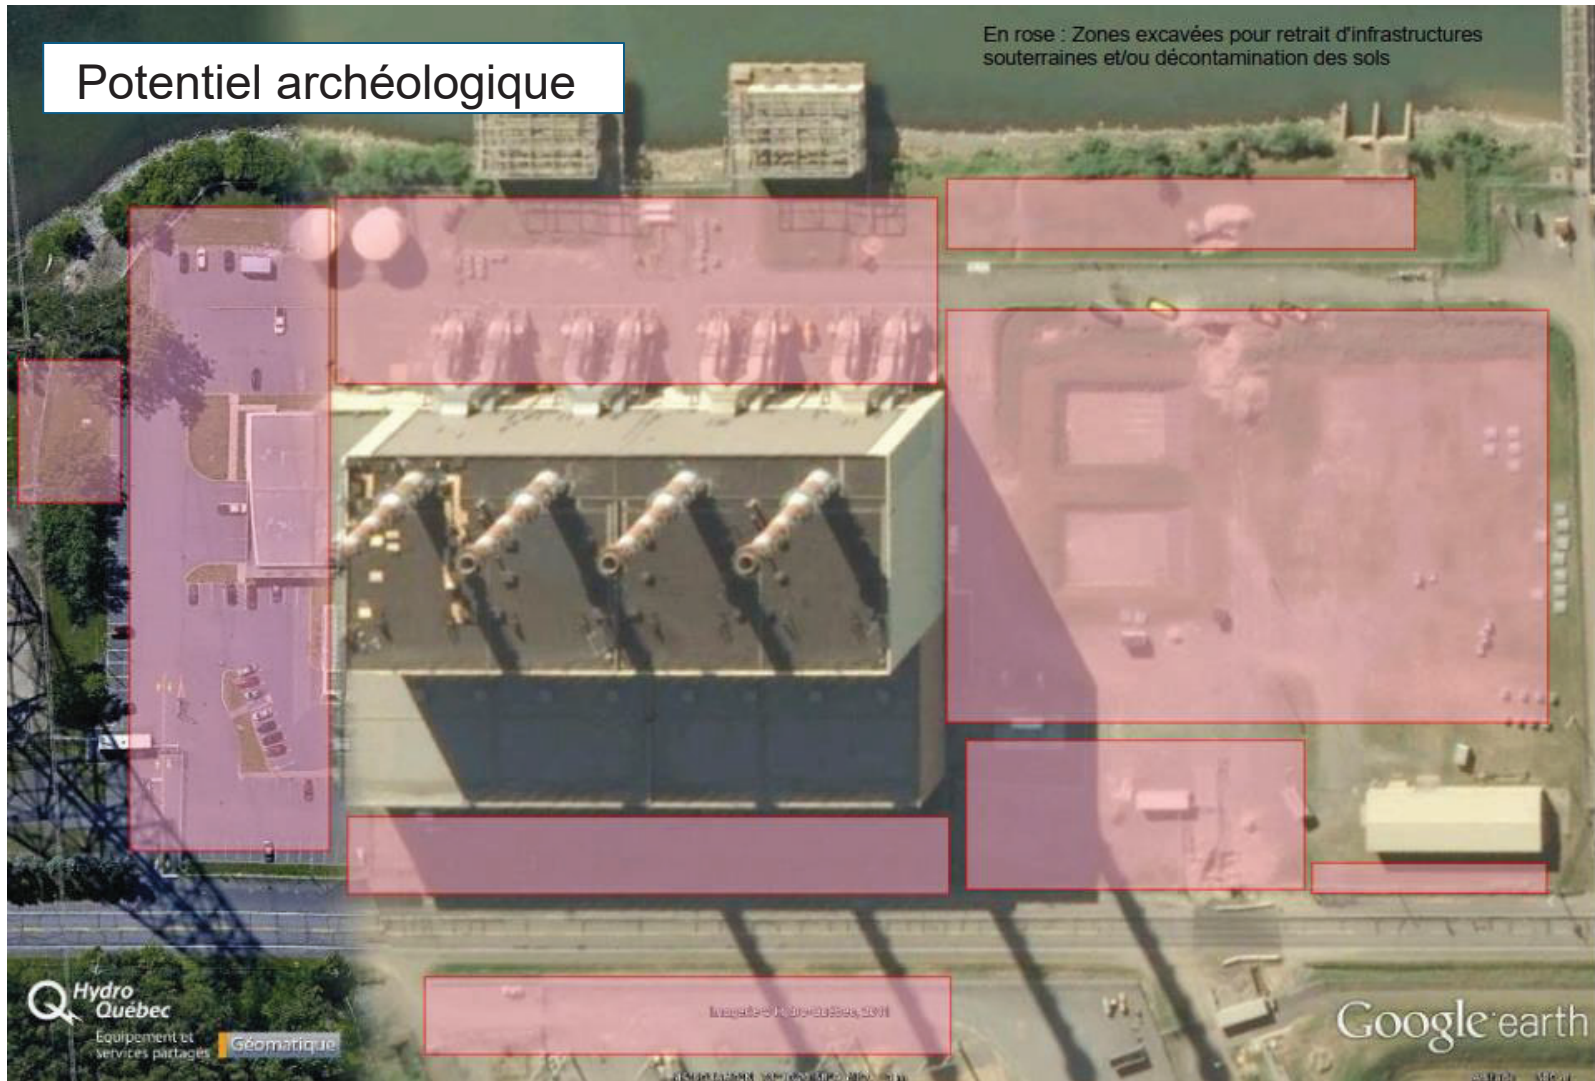 En rose : Zones excavées pour retrait d'infrastructures
souterraines et/ou décontamination des sols
Potentiel archéologique
Hydro
Québec
Équipement et
services partagés
Géomatique
Google earth